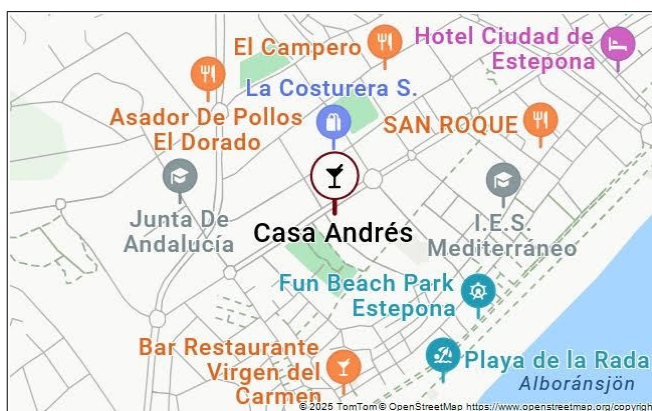 El Campero
Hotel Ciudad de
Estepona
La Costurera S.
Asador De Pollos
El Dorado
SAN ROQUE
Junta De
Andalucía
Casa Andrés
I.E.S.
Mediterráneo
Fun Beach Park
Estepona
Bar Restaurante
Virgen del
Carmen
Playa de la Rada
Alboránsjön
© 2025 TomTom © OpenStreetMap https://www.openstreetmap.org/copyright